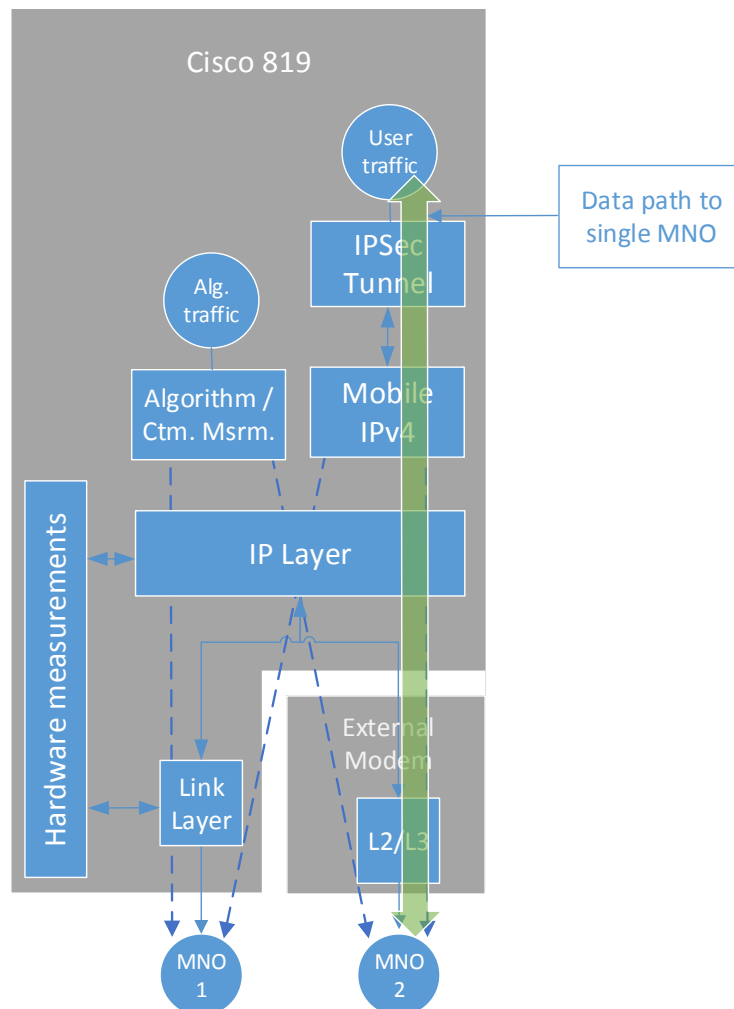 Cisco 819
User
traffic
Data path to
single MNO
IPSec
Tunnel
Alg.
traffic
Algorithm /
Ctm. Msrm.
Mobile
IPv4
Hardware measurements
IP Layer
External
Modem
Link
Layer
L2/L3
MNO
1
MNO
2